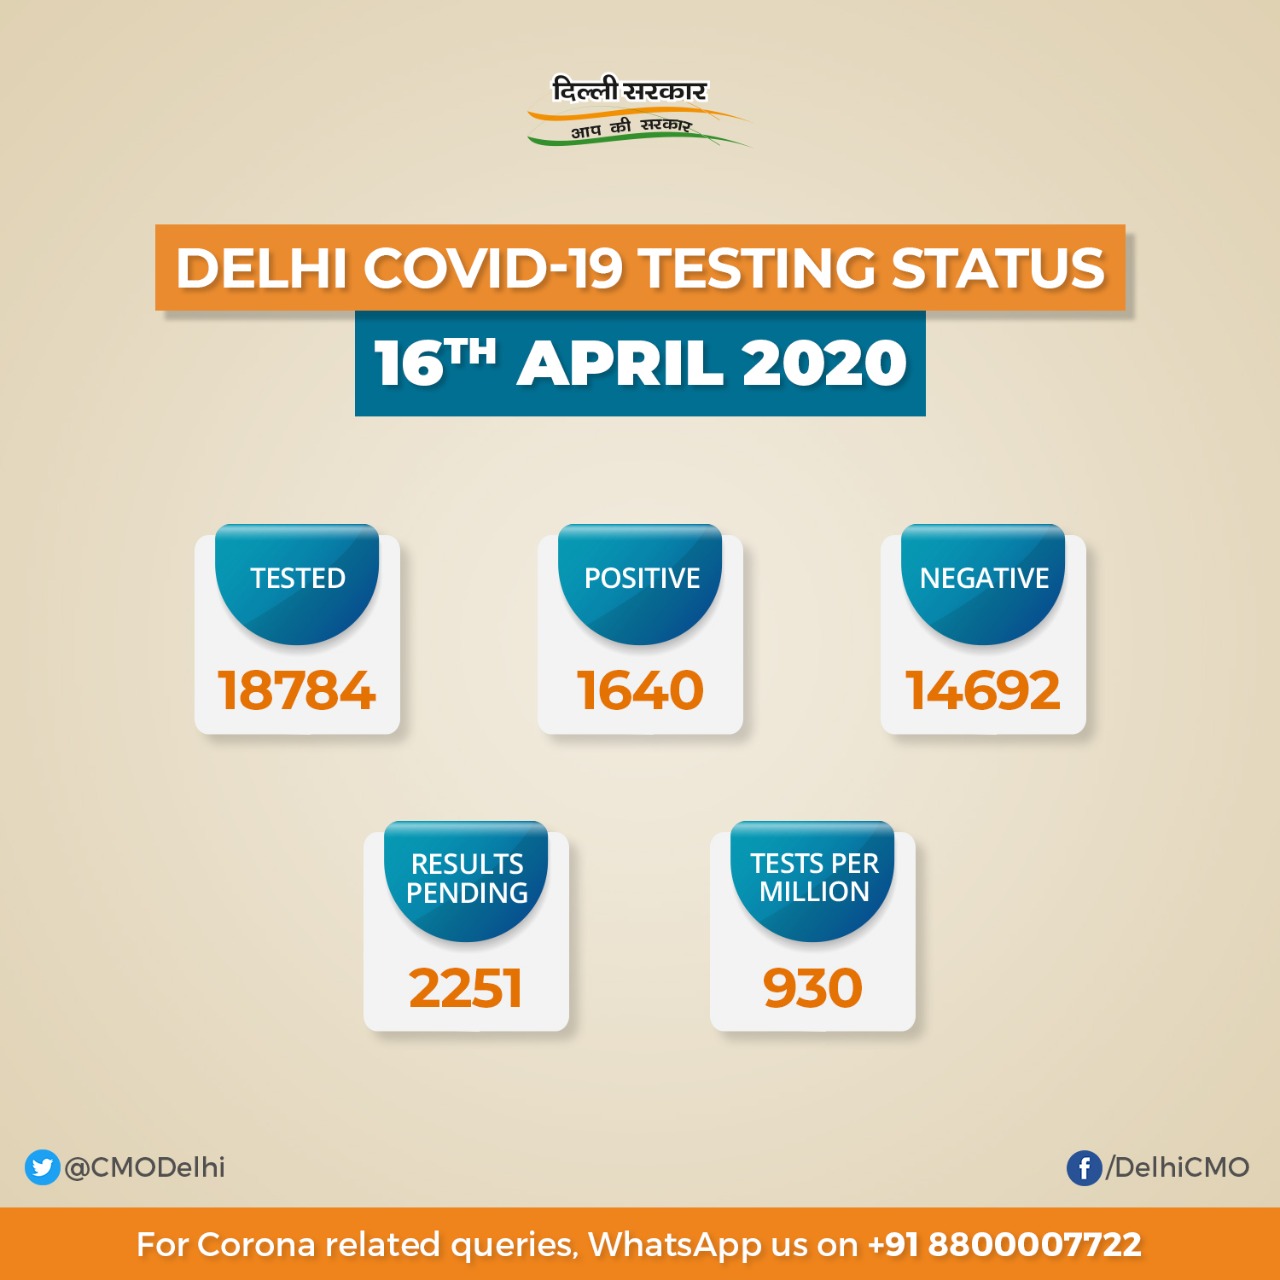 दिल्ली सरकार
आप की सरकार
DELHI COVID-19 TESTING STATUS
16TH APRIL 2020
TESTED
18784
POSITIVE
1640
NEGATIVE
14692
RESULTS
PENDING
2251
TESTS PER
MILLION
930
@CMODelhi
/DelhiCMO
For Corona related queries, WhatsApp us on +91 8800007722